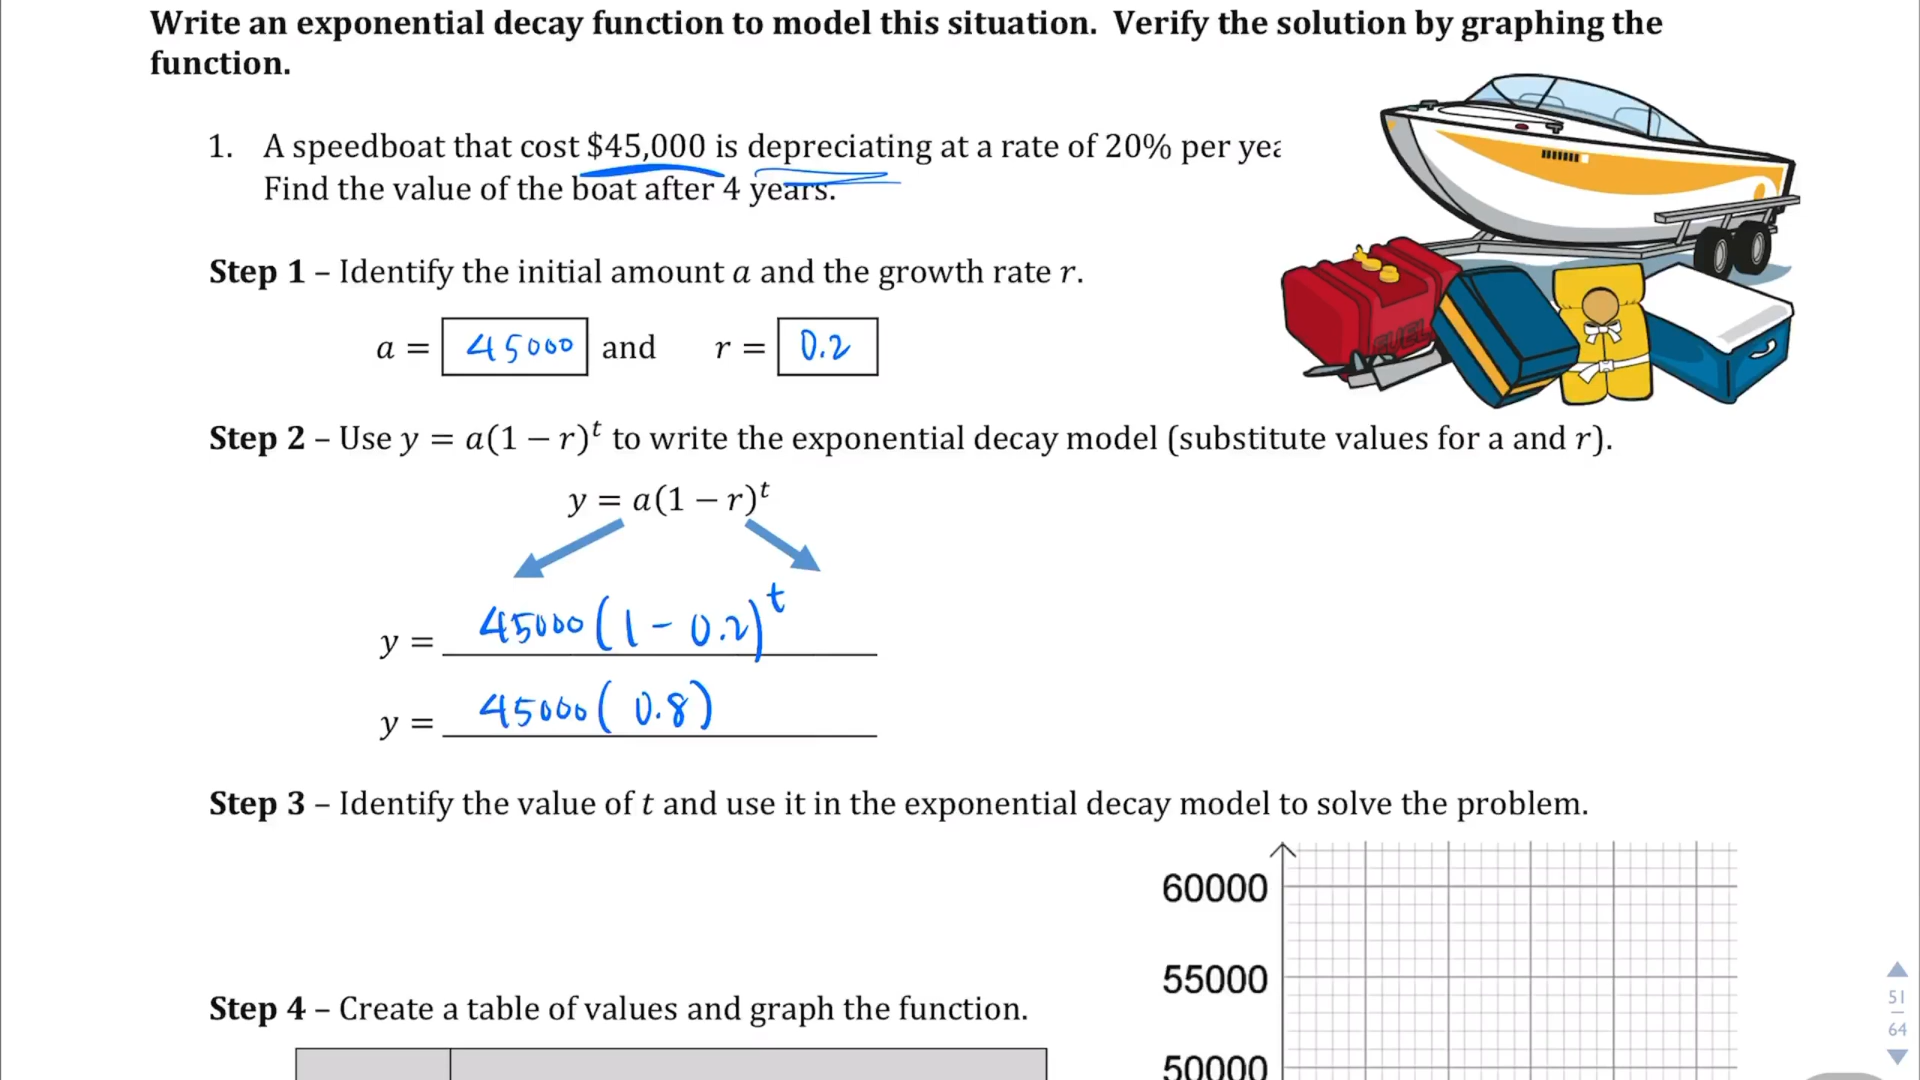 Write an exponential decay function to model this situation. Verify the solution by graphing the
function.
1. A speedboat that cost $45,000 is depreciating at a rate of 20% per yea
Find the value of the boat after 4 years.
Step 1 – Identify the initial amount a and the growth rate r.
a = 45000 and r = 0.2
Step 2 – Use y = a(1 − r)^t to write the exponential decay model (substitute values for a and r).
y = a(1 − r)^t
y = 45000(1 - 0.2)^t
y = 45000(0.8)
Step 3 – Identify the value of t and use it in the exponential decay model to solve the problem.
60000
55000
Step 4 – Create a table of values and graph the function.
50000
FUEL
51
64